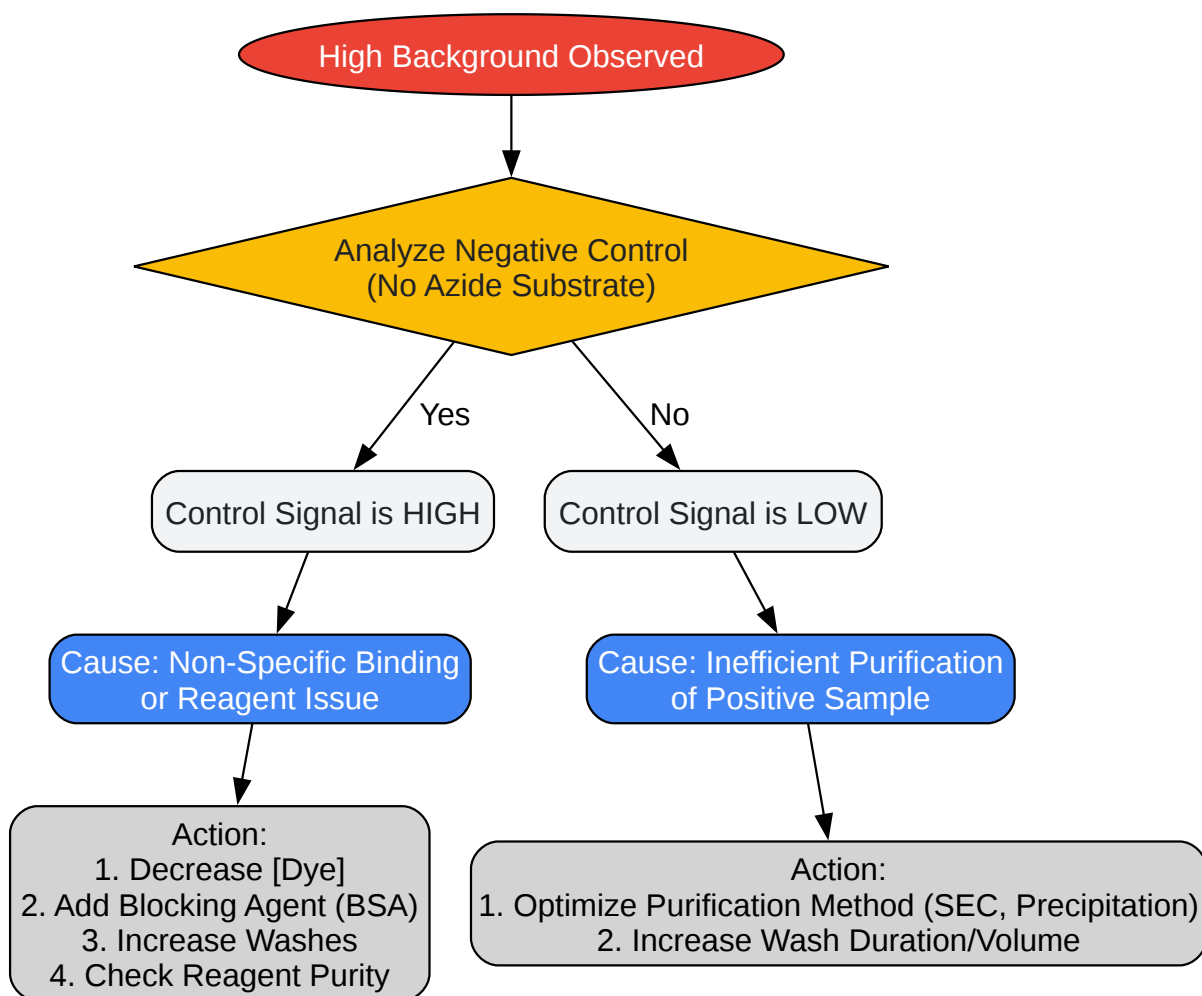 High Background Observed
Analyze Negative Control
(No Azide Substrate)
Yes
No
Control Signal is HIGH
Control Signal is LOW
Cause: Non-Specific Binding
or Reagent Issue
Cause: Inefficient Purification
of Positive Sample
Action:
1. Decrease [Dye]
2. Add Blocking Agent (BSA)
3. Increase Washes
4. Check Reagent Purity
Action:
1. Optimize Purification Method (SEC, Precipitation)
2. Increase Wash Duration/Volume